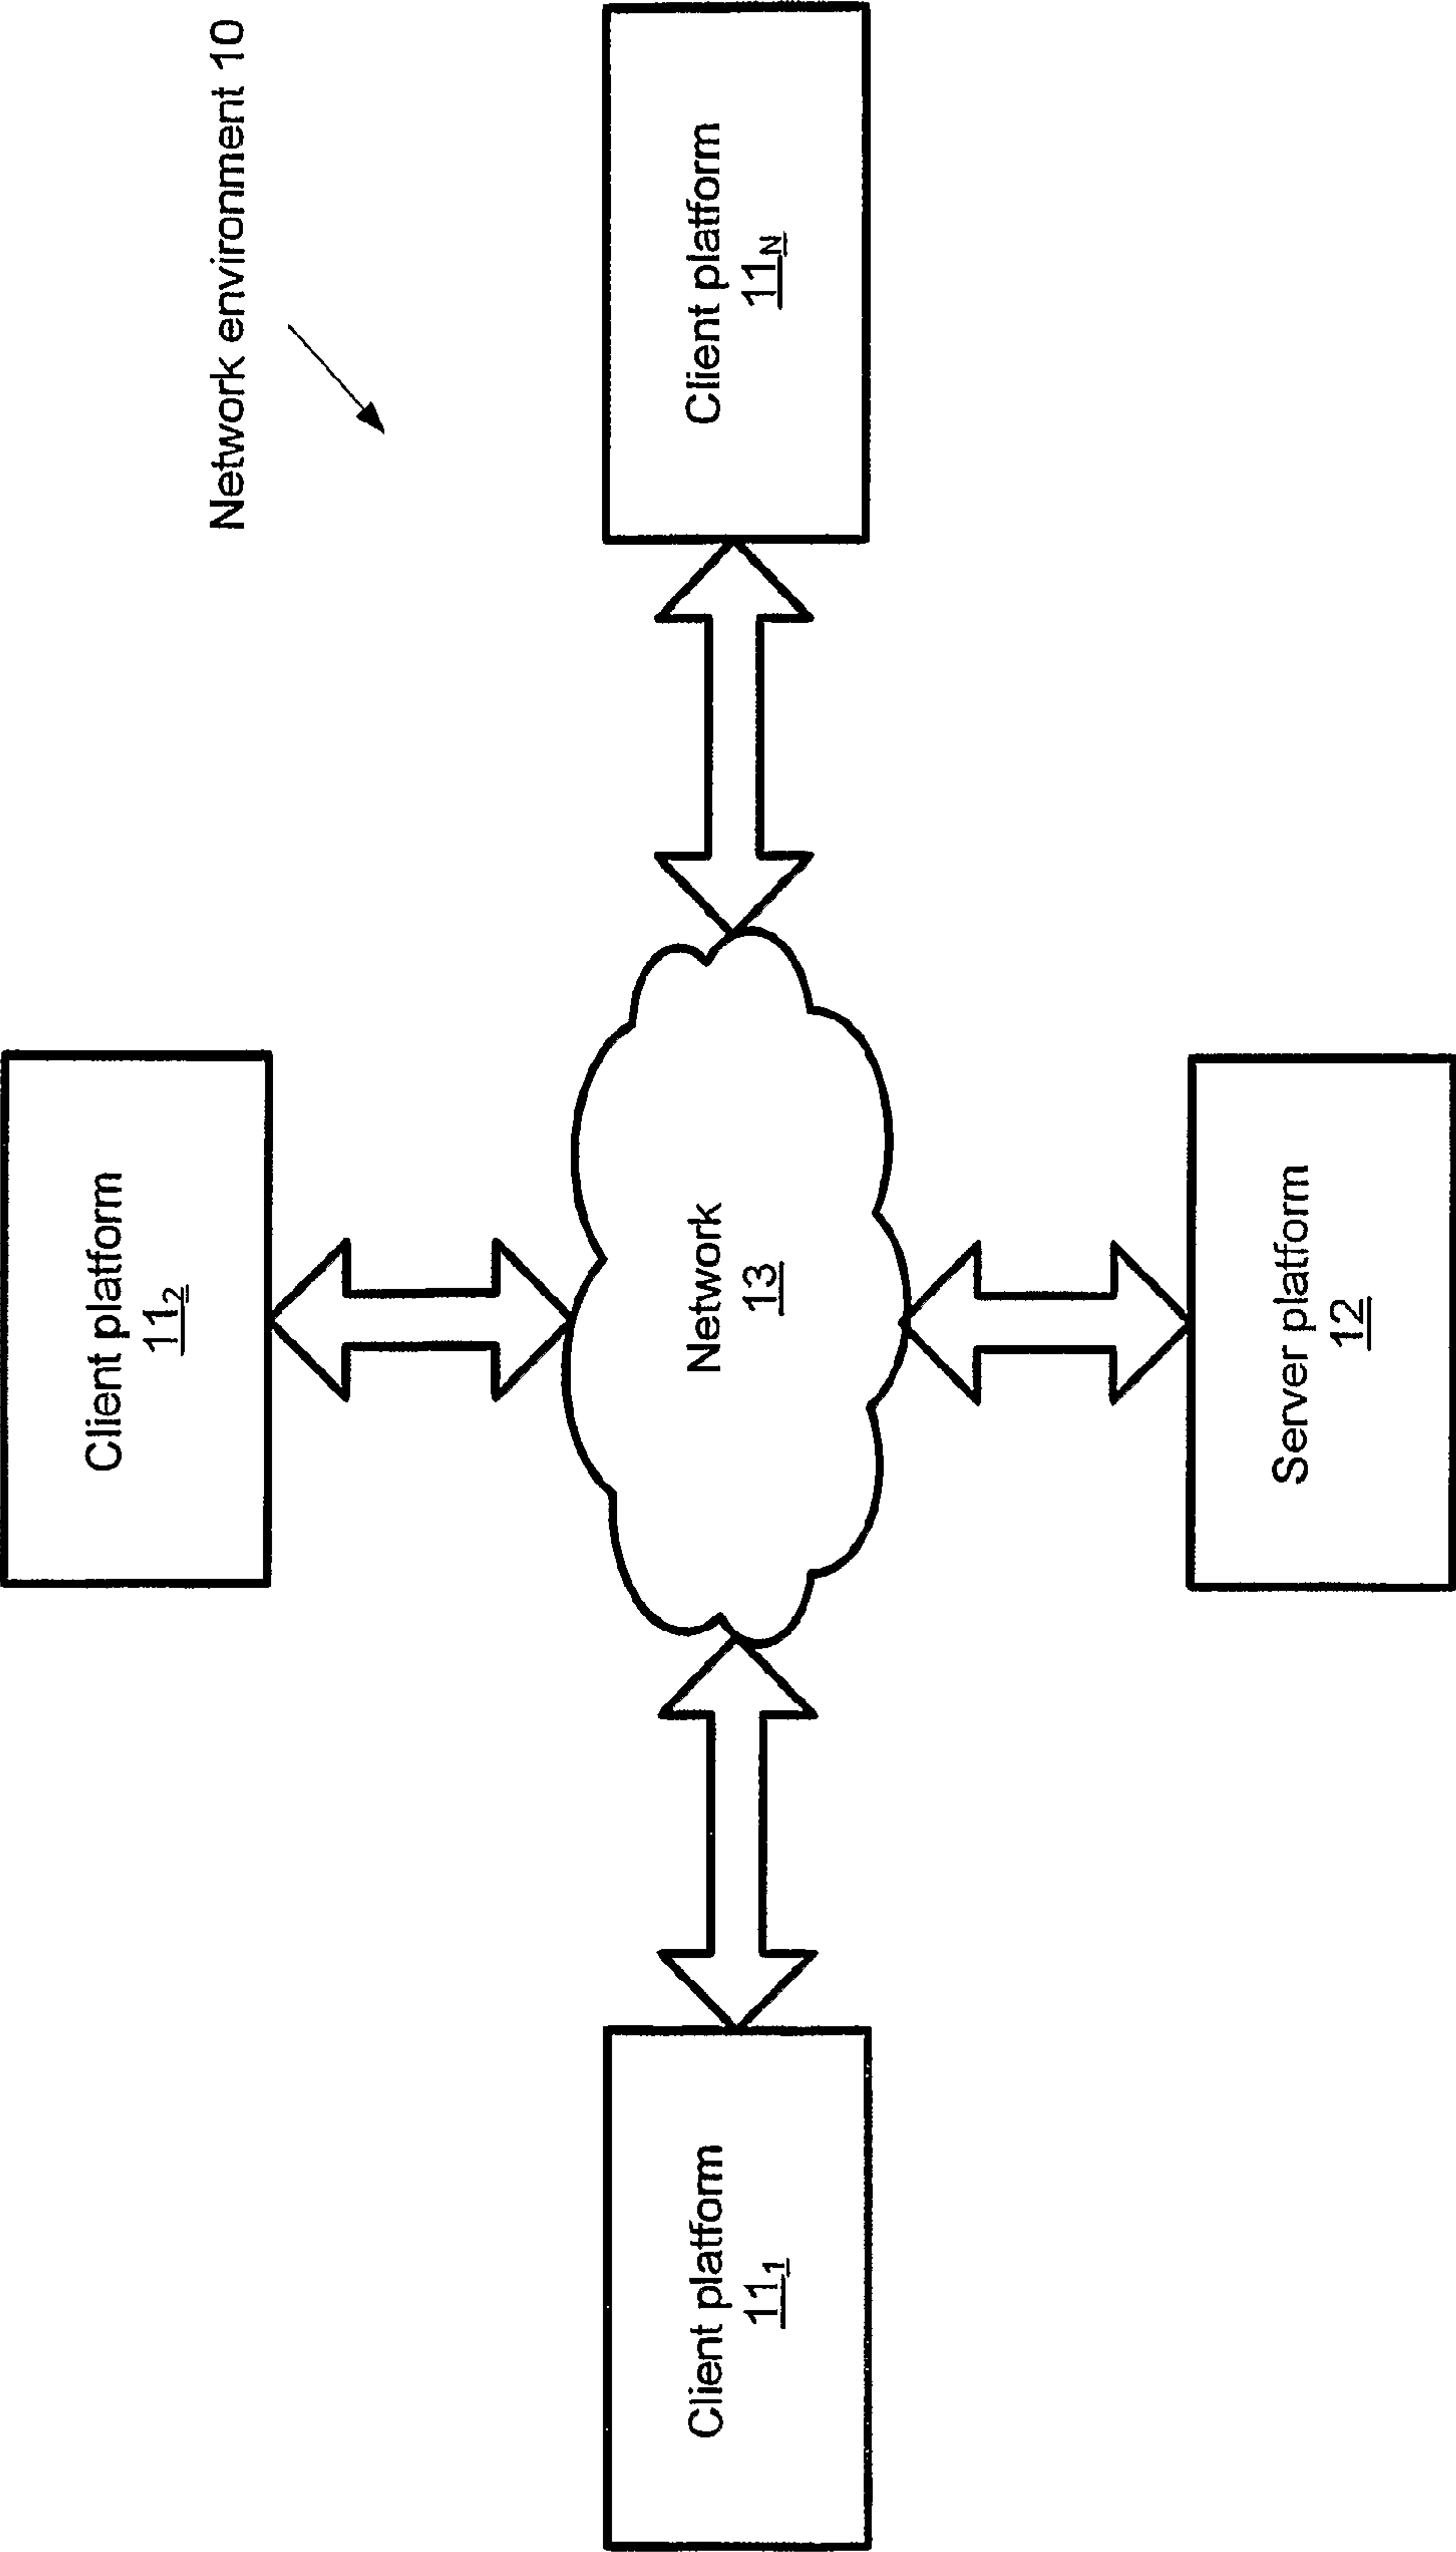 Network environment 10
Client platform
11₂
Client platform
11₁
Network
13
Client platform
11N
Server platform
12